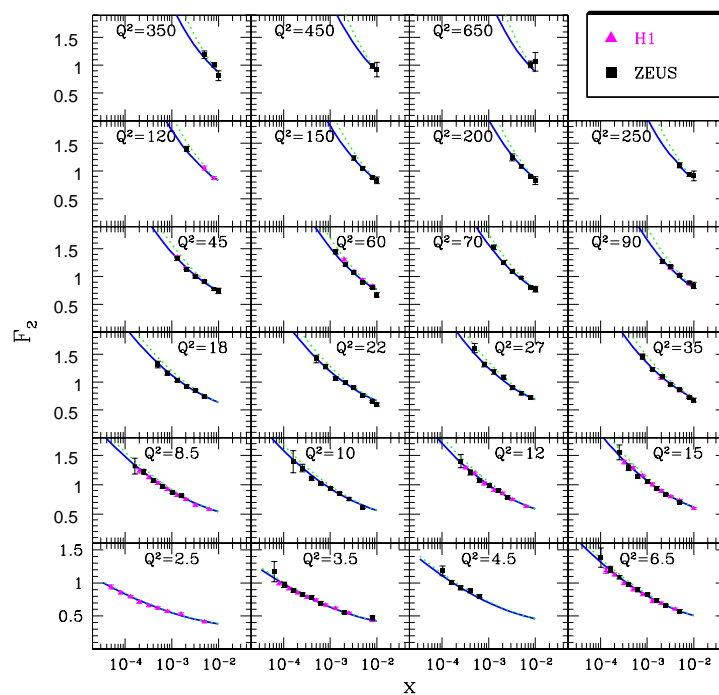 Q²=350 Q²=450 Q²=650
H1
ZEUS
1.5
1
0.5
Q²=120 Q²=150 Q²=200 Q²=250
1.5
1
0.5
Q²=45 Q²=60 Q²=70 Q²=90
1.5
1
0.5
F₂
Q²=18 Q²=22 Q²=27 Q²=35
1.5
1
0.5
Q²=8.5 Q²=10 Q²=12 Q²=15
1.5
1
0.5
Q²=2.5 Q²=3.5 Q²=4.5 Q²=6.5
1.5
1
0.5
10⁻⁴ 10⁻³ 10⁻² 10⁻⁴ 10⁻³ 10⁻² 10⁻⁴ 10⁻³ 10⁻² 10⁻⁴ 10⁻³ 10⁻²
x